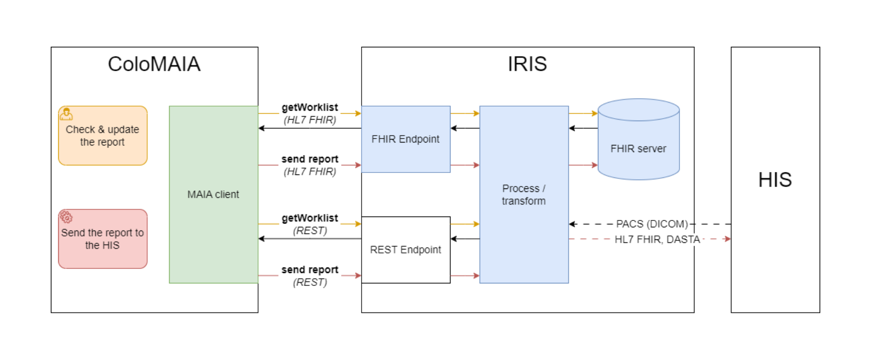 ColoMAIA
IRIS
HIS
Check & update
the report
Send the report to
the HIS
MAIA client
getWorklist
(HL7 FHIR)
send report
(HL7 FHIR)
getWorklist
(REST)
send report
(REST)
FHIR Endpoint
REST Endpoint
Process /
transform
FHIR server
PACS (DICOM)
HL7 FHIR, DASTA